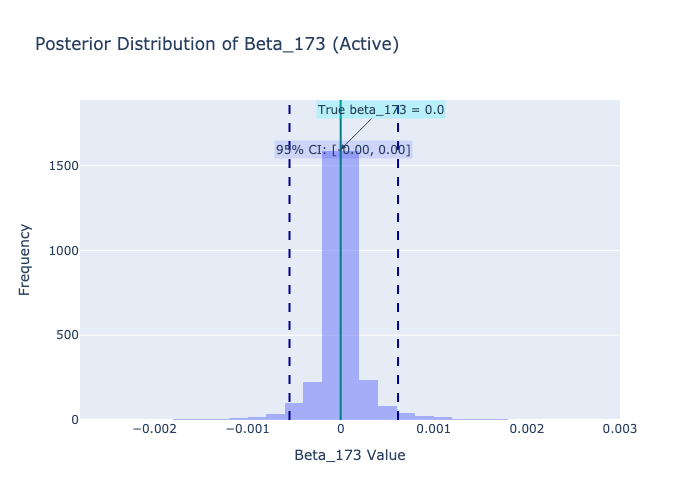 Posterior Distribution of Beta_173 (Active)
True beta_173 = 0.0
95% CI: [-0.00, 0.00]
1500
1000
500
0
Frequency
−0.002
−0.001
0
0.001
0.002
0.003
Beta_173 Value